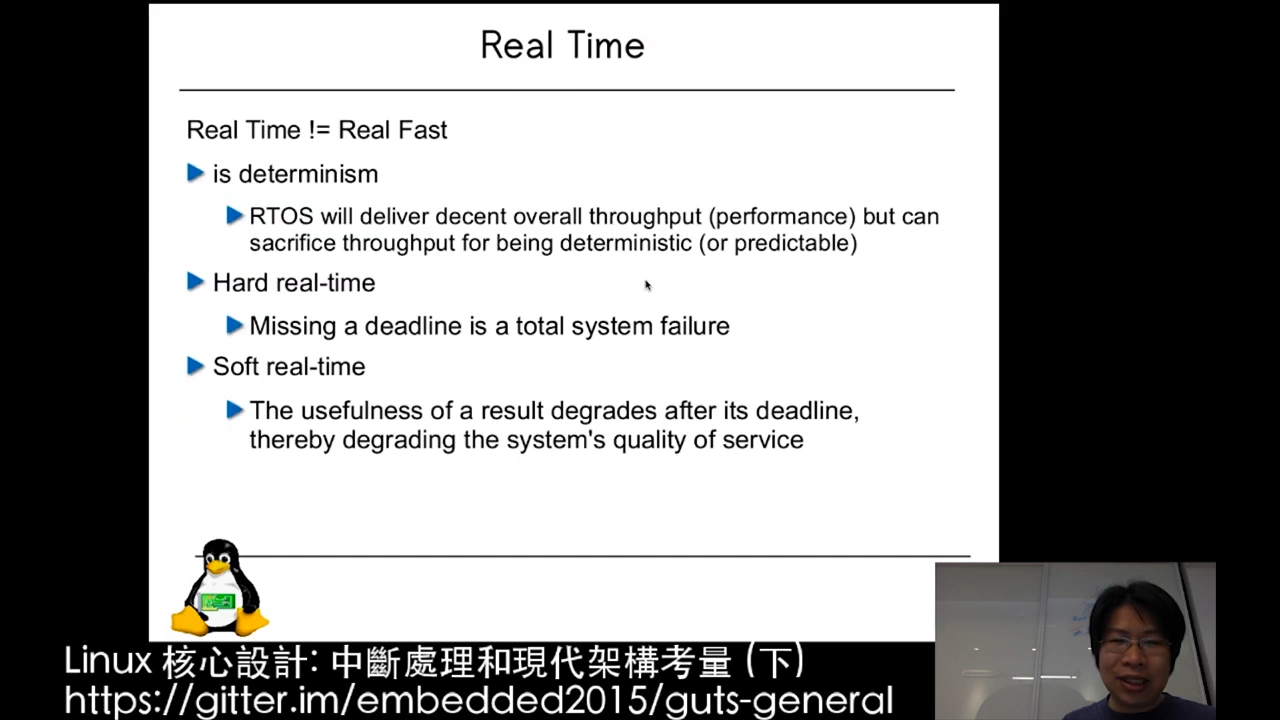 Real Time
Real Time != Real Fast
is determinism
RTOS will deliver decent overall throughput (performance) but can
sacrifice throughput for being deterministic (or predictable)
Hard real-time
Missing a deadline is a total system failure
Soft real-time
The usefulness of a result degrades after its deadline,
thereby degrading the system's quality of service
Linux 核心設計: 中斷處理和現代架構考量 (下)
https://gitter.im/embedded2015/guts-general